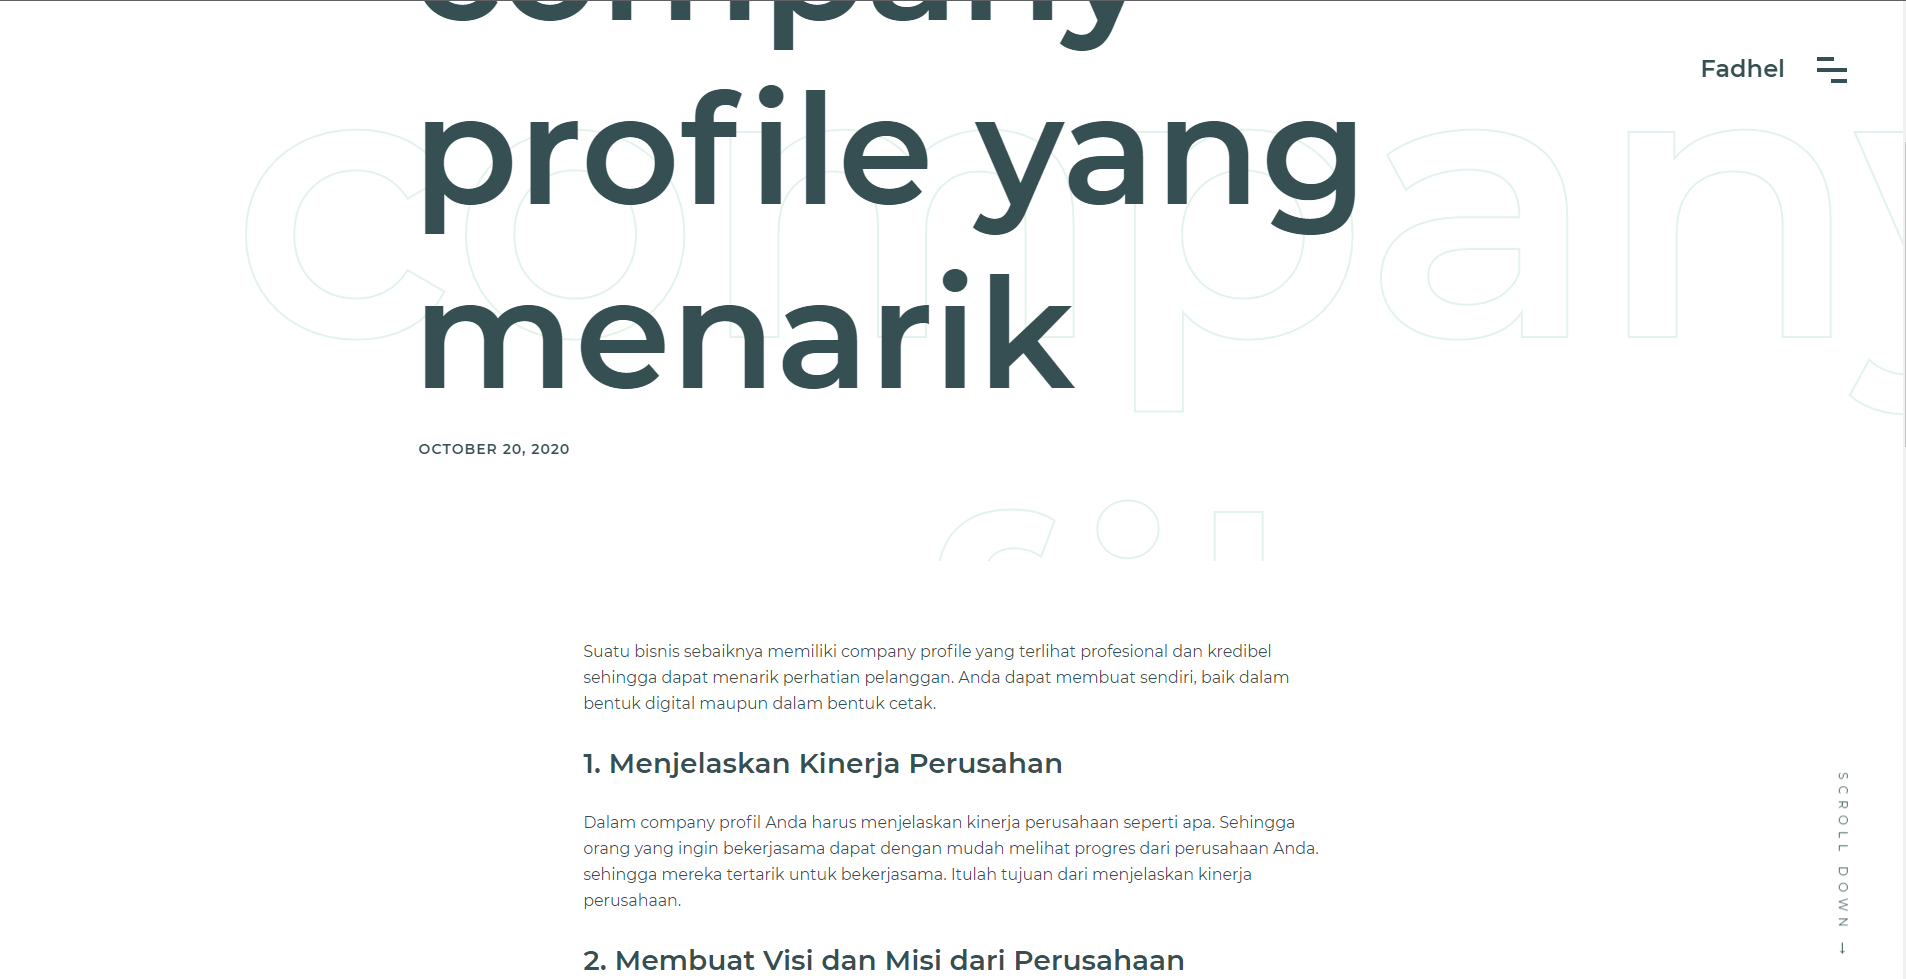 company
Fadhel
profile yang
menarik
company
OCTOBER 20, 2020
fil
Suatu bisnis sebaiknya memiliki company profile yang terlihat profesional dan kredibel
sehingga dapat menarik perhatian pelanggan. Anda dapat membuat sendiri, baik dalam
bentuk digital maupun dalam bentuk cetak.
1. Menjelaskan Kinerja Perusahan
Dalam company profil Anda harus menjelaskan kinerja perusahaan seperti apa. Sehingga
orang yang ingin bekerjasama dapat dengan mudah melihat progres dari perusahaan Anda.
sehingga mereka tertarik untuk bekerjasama. Itulah tujuan dari menjelaskan kinerja
perusahaan.
SCROLL DOWN →
2. Membuat Visi dan Misi dari Perusahaan